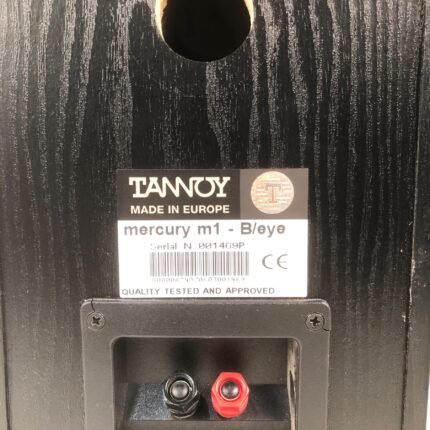 TANNOY
T
MADE IN EUROPE
mercury m1 - B/eye
Serial N 001469P
CE
QUALITY TESTED AND APPROVED